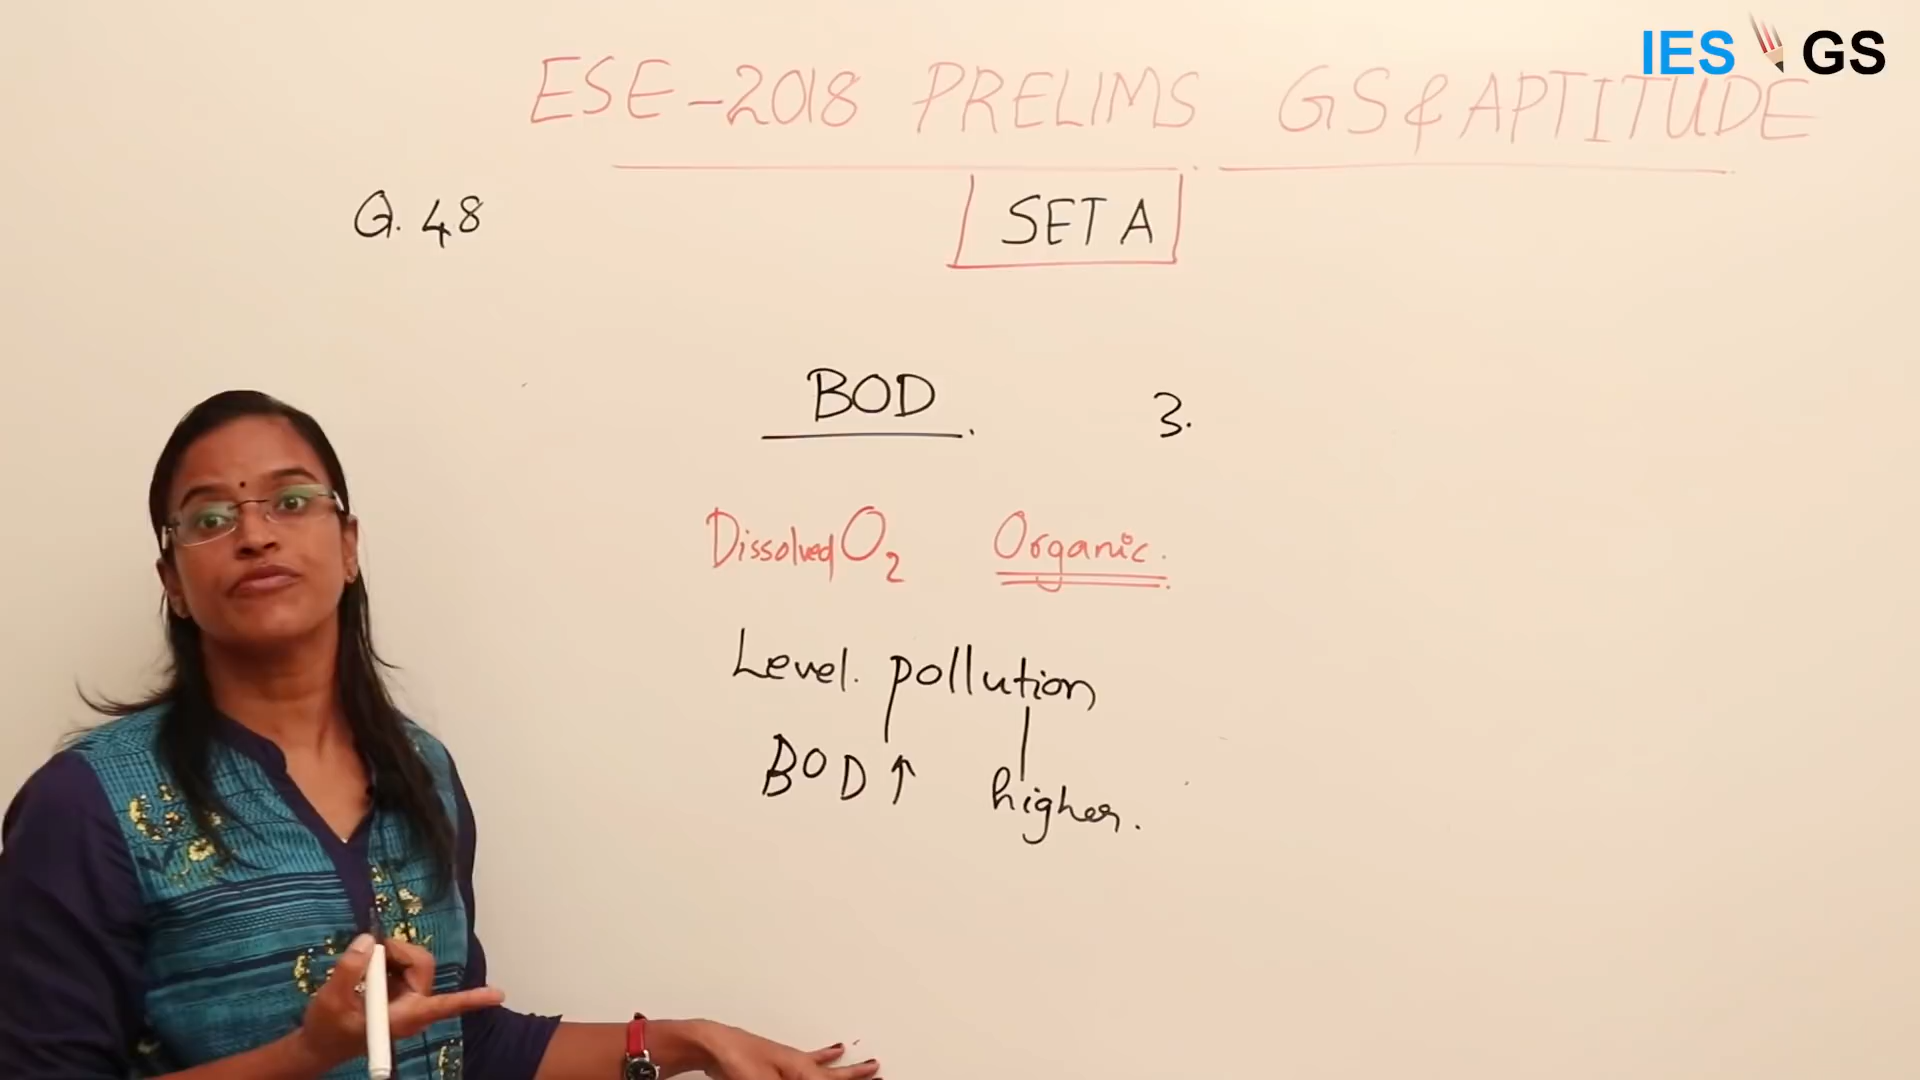 IES GS
ESE-2018 PRELIMS GS & APTITUDE
Q. 48
SET A
BOD. 3.
Dissolved O2 Organic.
Level. pollution
BOD ↑ higher.